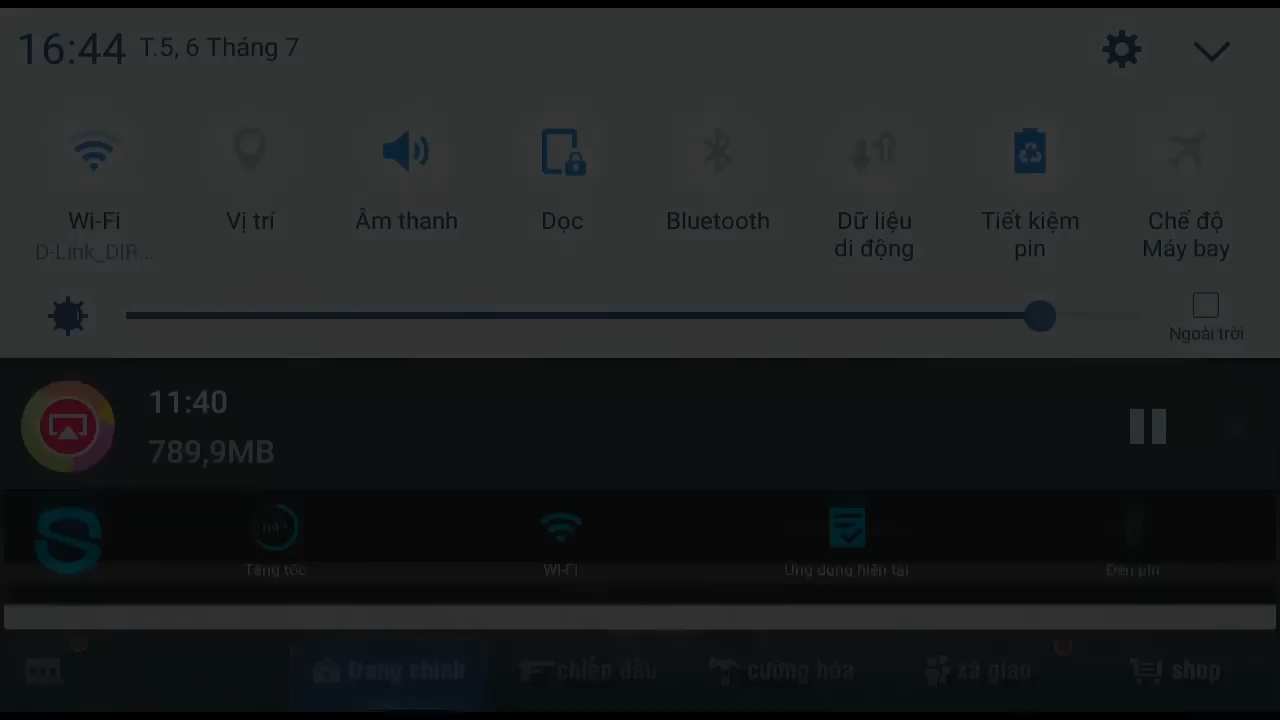 16:44 T.5, 6 Tháng 7
Wi-Fi Vị trí Âm thanh Dọc Bluetooth Dữ liệu di động Tiết kiệm pin Chế độ Máy bay
D-Link_DIR...
Ngoài trời
11:40
789,9MB
Tăng tốc WI-FI Ứng dụng hiện tại Đèn pin
trang chính chiến đấu cường hóa xã giao shop